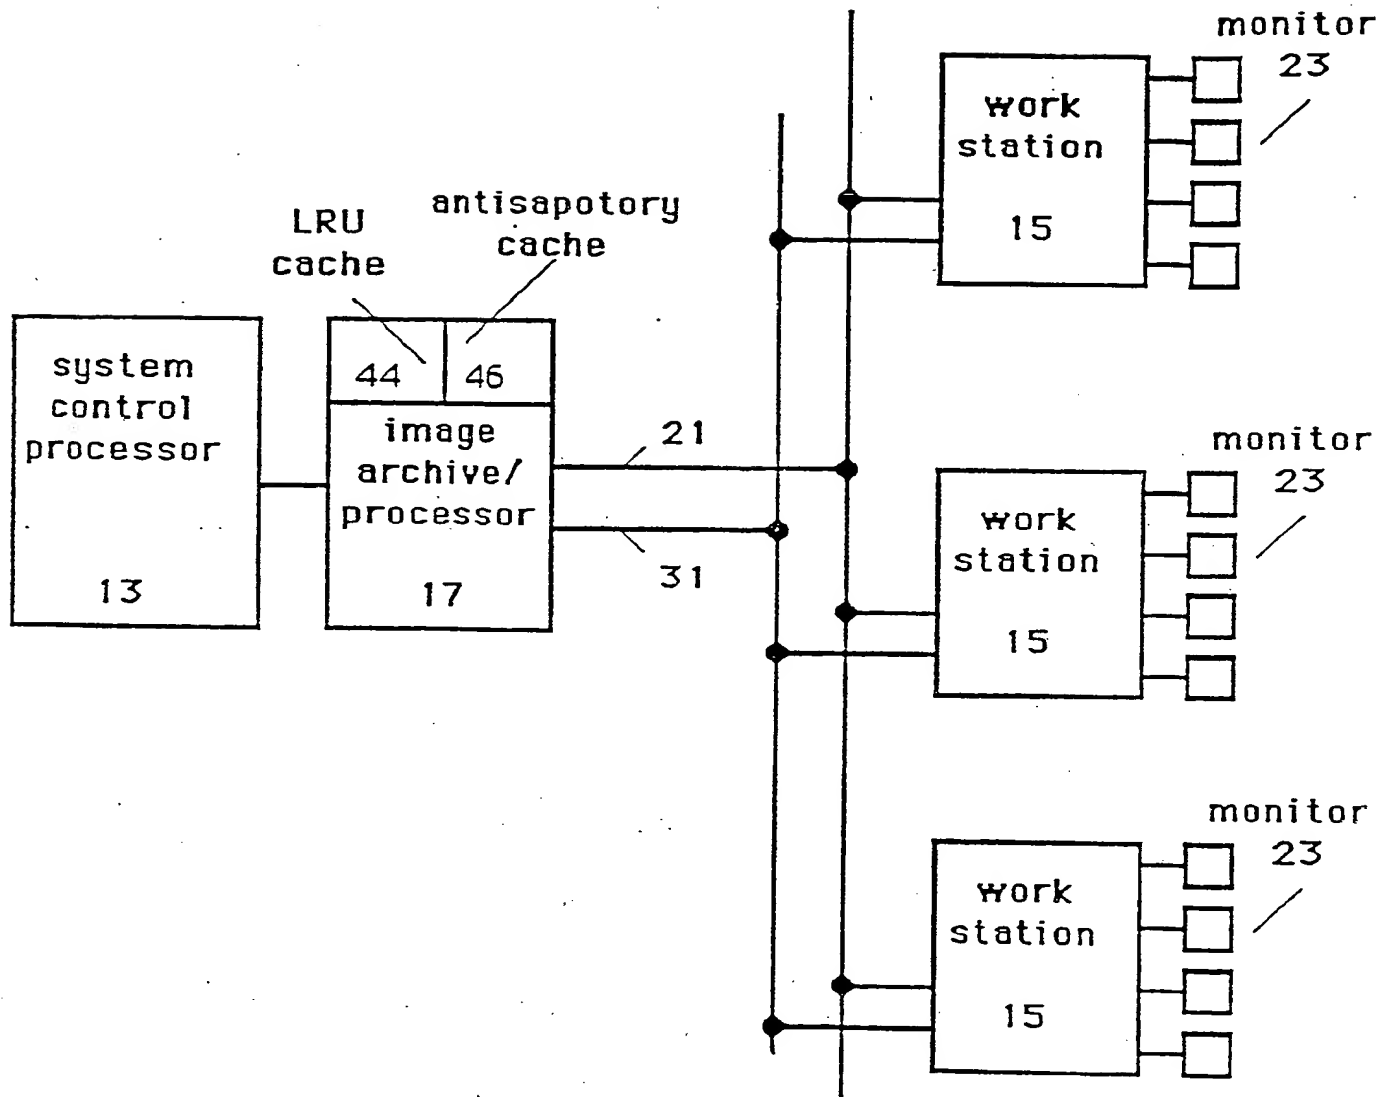 monitor
23
work
station
15
LRU
cache
antisapotory
cache
system
control
processor
13
44
46
image
archive/
processor
17
21
31
monitor
23
work
station
15
monitor
23
work
station
15